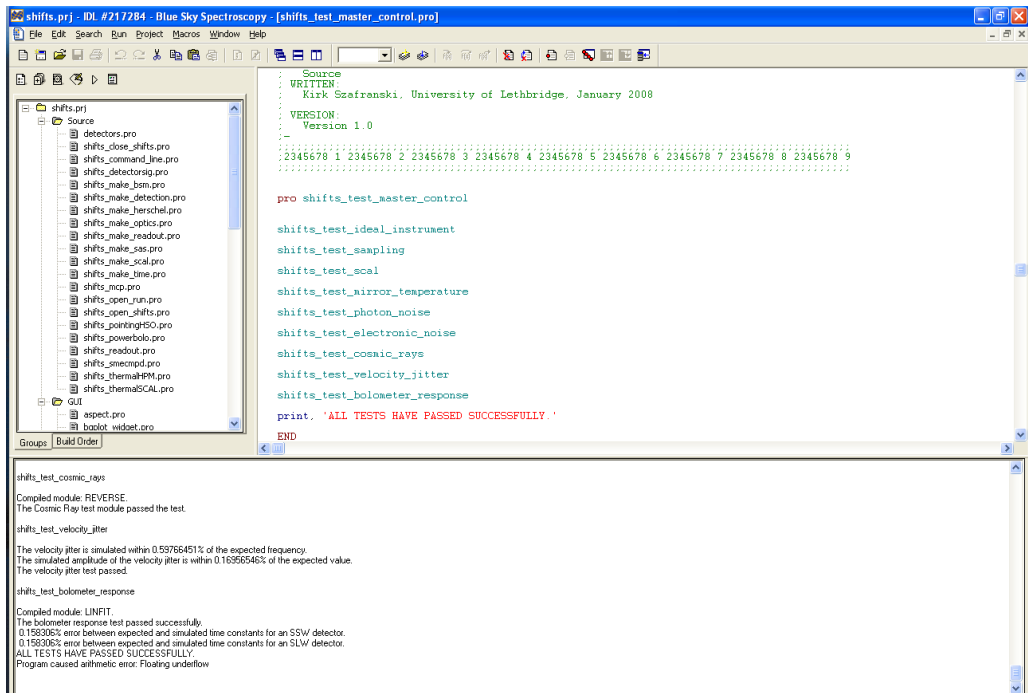 shifts.prj - IDL #217284 - Blue Sky Spectroscopy - [shifts_test_master_control.pro]
File Edit Search Run Project Macros Window Help
shifts.prj
Source
detectors.pro
shifts_close_shifts.pro
shifts_command_line.pro
shifts_detectorsig.pro
shifts_make_bsm.pro
shifts_make_detection.pro
shifts_make_herschel.pro
shifts_make_optics.pro
shifts_make_readout.pro
shifts_make_sas.pro
shifts_make_scal.pro
shifts_make_time.pro
shifts_mcp.pro
shifts_open_run.pro
shifts_open_shifts.pro
shifts_pointingHSO.pro
shifts_powerbolo.pro
shifts_readout.pro
shifts_smecmpd.pro
shifts_thermalHPM.pro
shifts_thermalSCAL.pro
GUI
aspect.pro
bgplot_widget.pro
Groups Build Order
; Source
; WRITTEN:
; Kirk Szafranski, University of Lethbridge, January 2008
;
; VERSION:
; Version 1.0
;-
;;;;;;;;;;;;;;;;;;;;;;;;;;;;;;;;;;;;;;;;;;;;;;;;;;;;;;;;;;;;;;;;;;;;;;;;;;;;;;;;;;;
;2345678 1 2345678 2 2345678 3 2345678 4 2345678 5 2345678 6 2345678 7 2345678 8 2345678 9
;;;;;;;;;;;;;;;;;;;;;;;;;;;;;;;;;;;;;;;;;;;;;;;;;;;;;;;;;;;;;;;;;;;;;;;;;;;;;;;;;;;
pro shifts_test_master_control
shifts_test_ideal_instrument
shifts_test_sampling
shifts_test_scal
shifts_test_mirror_temperature
shifts_test_photon_noise
shifts_test_electronic_noise
shifts_test_cosmic_rays
shifts_test_velocity_jitter
shifts_test_bolometer_response
print, 'ALL TESTS HAVE PASSED SUCCESSFULLY.'
END
shifts_test_cosmic_rays
Compiled module: REVERSE.
The Cosmic Ray test module passed the test.
shifts_test_velocity_jitter
The velocity jitter is simulated within 0.59766451% of the expected frequency.
The simulated amplitude of the velocity jitter is within 0.16956546% of the expected value.
The velocity jitter test passed.
shifts_test_bolometer_response
Compiled module: LINFIT.
The bolometer response test passed successfully.
0.158306% error between expected and simulated time constants for an SSW detector.
0.158306% error between expected and simulated time constants for an SLW detector.
ALL TESTS HAVE PASSED SUCCESSFULLY.
Program caused arithmetic error: Floating underflow